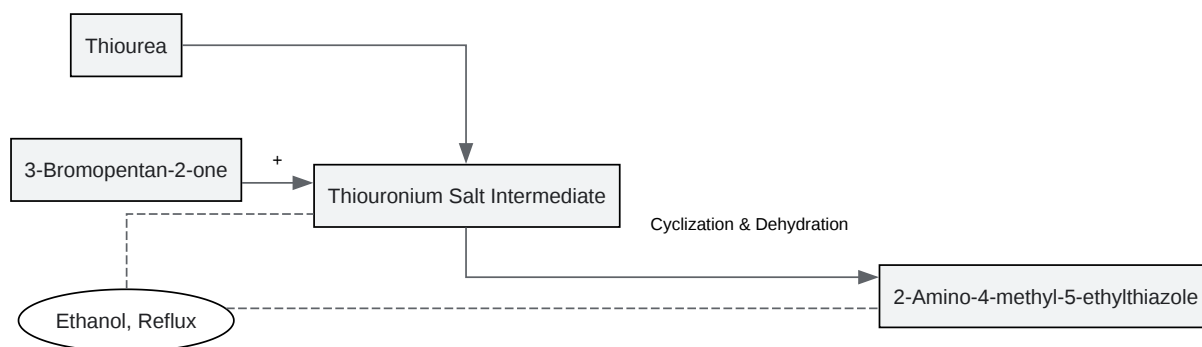 Thiourea
3-Bromopentan-2-one
+
Thiouronium Salt Intermediate
Cyclization & Dehydration
2-Amino-4-methyl-5-ethylthiazole
Ethanol, Reflux